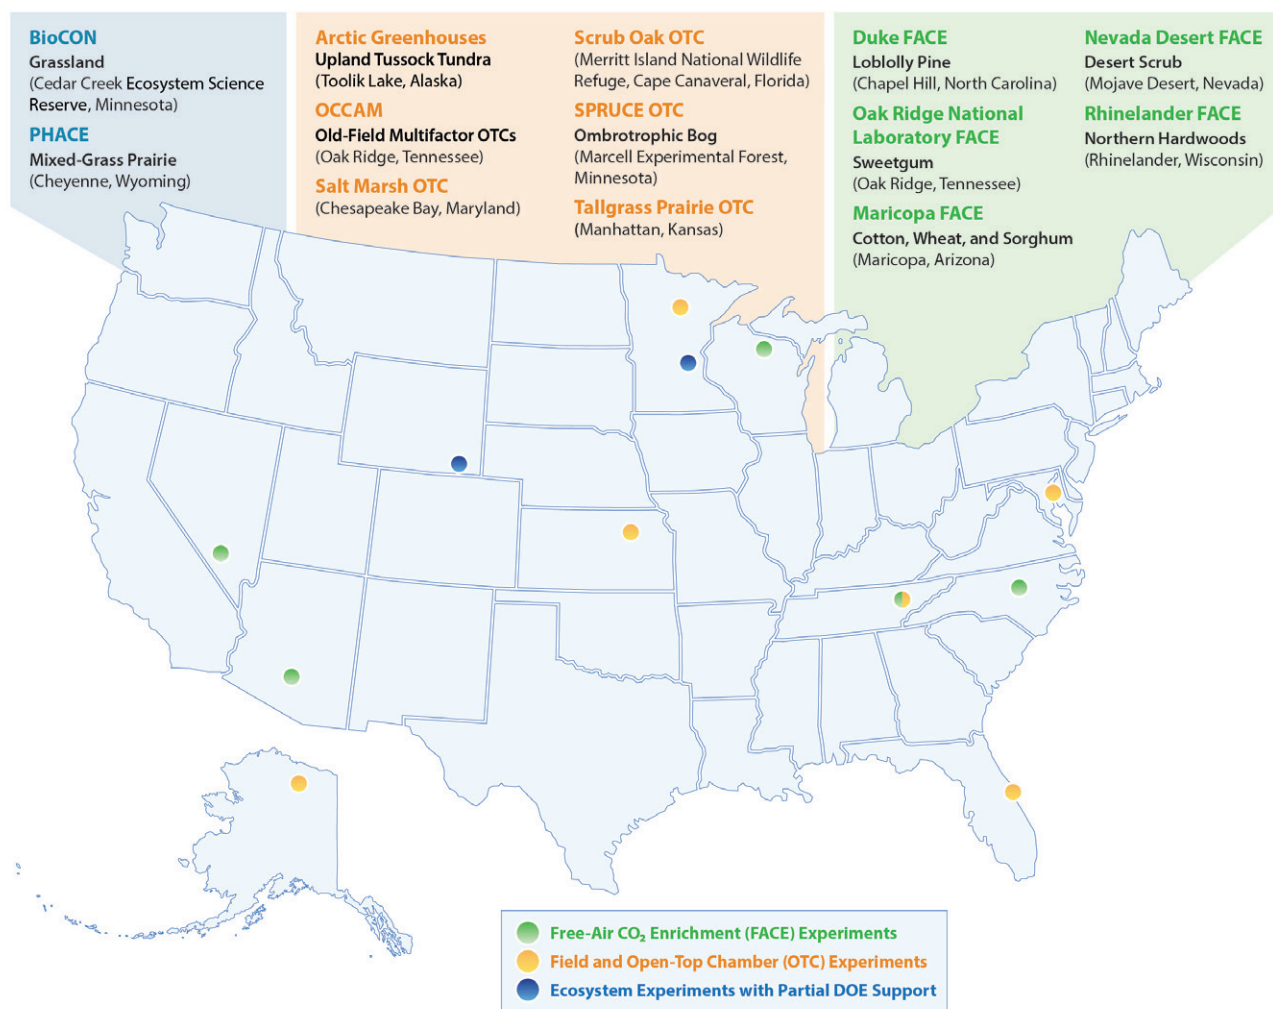 BioCON
Grassland
(Cedar Creek Ecosystem Science
Reserve, Minnesota)
PHACE
Mixed-Grass Prairie
(Cheyenne, Wyoming)
Arctic Greenhouses
Upland Tussock Tundra
(Toolik Lake, Alaska)
OCCAM
Old-Field Multifactor OTCs
(Oak Ridge, Tennessee)
Salt Marsh OTC
(Chesapeake Bay, Maryland)
Scrub Oak OTC
(Merritt Island National Wildlife
Refuge, Cape Canaveral, Florida)
SPRUCE OTC
Ombrotrophic Bog
(Marcell Experimental Forest,
Minnesota)
Tallgrass Prairie OTC
(Manhattan, Kansas)
Duke FACE
Loblolly Pine
(Chapel Hill, North Carolina)
Oak Ridge National
Laboratory FACE
Sweetgum
(Oak Ridge, Tennessee)
Maricopa FACE
Cotton, Wheat, and Sorghum
(Maricopa, Arizona)
Nevada Desert FACE
Desert Scrub
(Mojave Desert, Nevada)
Rhinelander FACE
Northern Hardwoods
(Rhinelander, Wisconsin)
Free-Air CO₂ Enrichment (FACE) Experiments
Field and Open-Top Chamber (OTC) Experiments
Ecosystem Experiments with Partial DOE Support